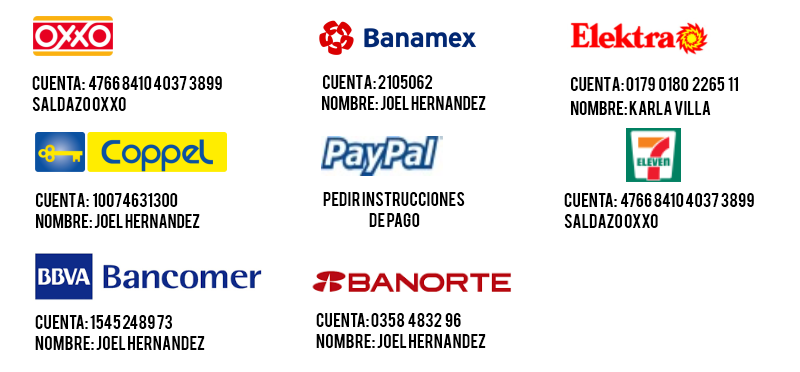 OXXO
CUENTA: 4766 8410 4037 3899
SALDAZO OXXO
Banamex
CUENTA: 2105062
NOMBRE: JOEL HERNANDEZ
Elektra
CUENTA: 0179 0180 2265 11
NOMBRE: KARLA VILLA
Coppel
CUENTA: 10074631300
NOMBRE: JOEL HERNANDEZ
PayPal
PEDIR INSTRUCCIONES
DE PAGO
7
ELEVEN
CUENTA: 4766 8410 4037 3899
SALDAZO OXXO
BBVA Bancomer
CUENTA: 1545 2489 73
NOMBRE: JOEL HERNANDEZ
BANORTE
CUENTA: 0358 4832 96
NOMBRE: JOEL HERNANDEZ